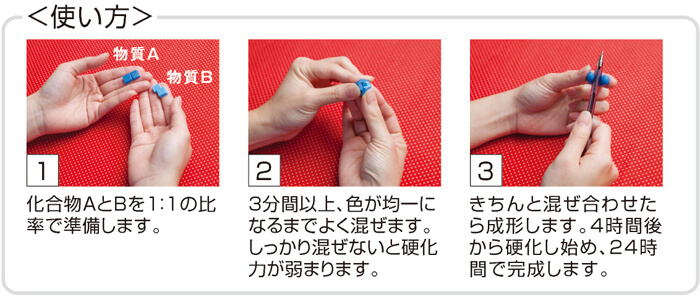 ＜使い方＞
物質A
物質B
1
化合物AとBを1:1の比
率で準備します。
2
3分間以上、色が均一に
なるまでよく混ぜます。
しっかり混ぜないと硬化
力が弱まります。
3
きちんと混ぜ合わせた
ら成形します。4時間後
から硬化し始め、24時
間で完成します。